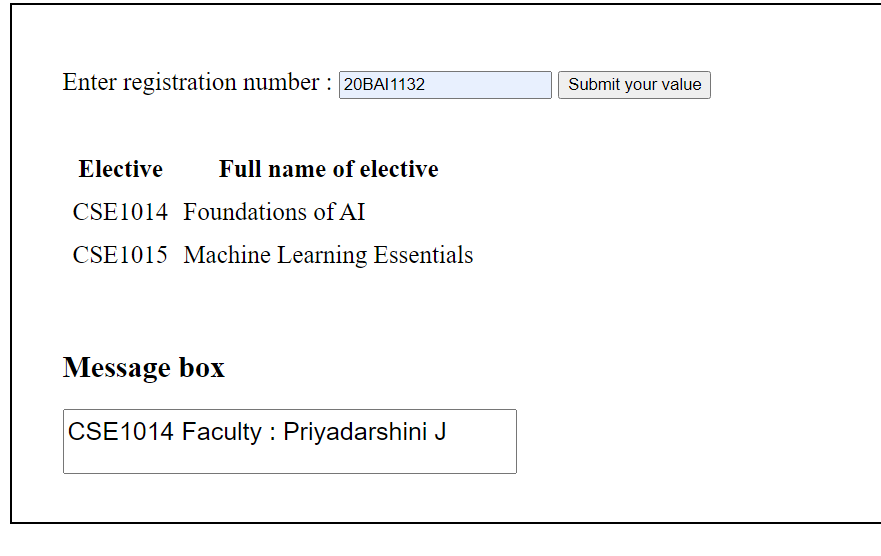 Enter registration number : 20BAI1132 Submit your value
Elective Full name of elective
CSE1014 Foundations of AI
CSE1015 Machine Learning Essentials
Message box
CSE1014 Faculty : Priyadarshini J